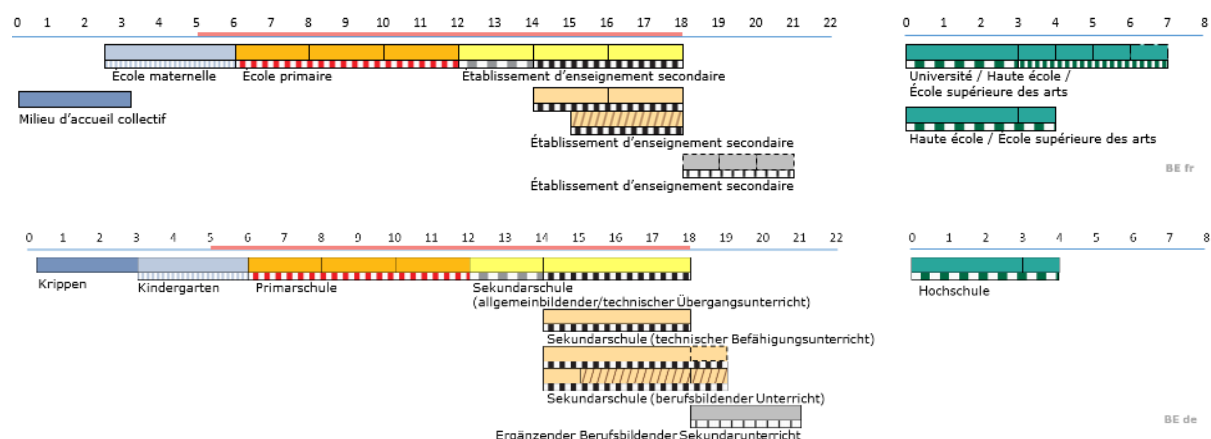 0 1 2 3 4 5 6 7 8 9 10 11 12 13 14 15 16 17 18 19 20 21 22
0 1 2 3 4 5 6 7
École maternelle
École primaire
Établissement d'enseignement secondaire
Université / Haute école /
École supérieure des arts
Milieu d'accueil collectif
Établissement d'enseignement secondaire
Haute école / École supérieure des arts
Établissement d'enseignement secondaire
BE fr
0 1 2 3 4 5 6 7 8 9 10 11 12 13 14 15 16 17 18 19 20 21 22
0 1 2 3 4 5 6 7
Krippen
Kindergarten
Primarschule
Sekundarschule
(allgemeinbildender/technischer Übergangsunterricht)
Hochschule
Sekundarschule (technischer Befähigungsunterricht)
Sekundarschule (berufsbildender Unterricht)
Ergänzender Berufsbildender Sekundarunterricht
BE de